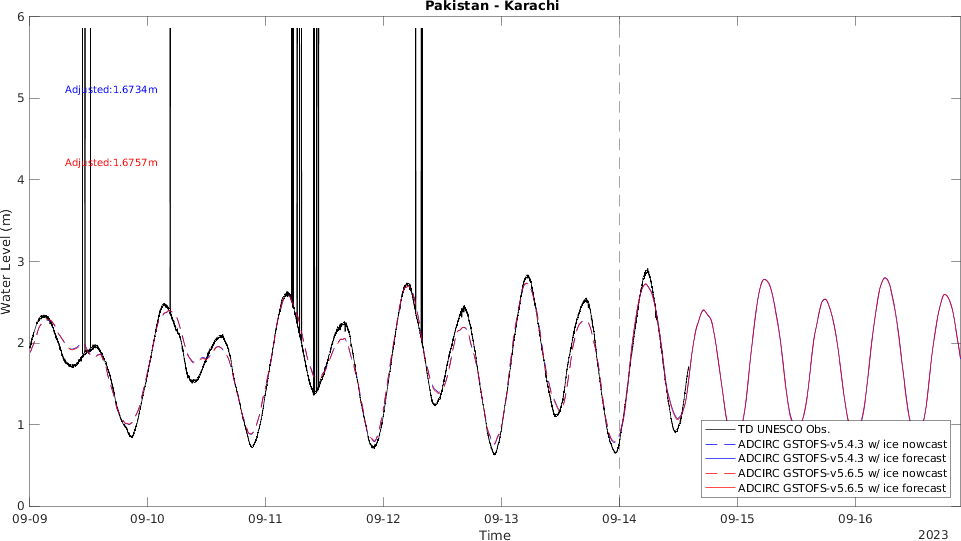 Pakistan - Karachi
6
5
4
3
2
1
0
Water Level (m)
Adjusted:1.6734m
Adjusted:1.6757m
TD UNESCO Obs.
ADCIRC GSTOFS-v5.4.3 w/ ice nowcast
ADCIRC GSTOFS-v5.4.3 w/ ice forecast
ADCIRC GSTOFS-v5.6.5 w/ ice nowcast
ADCIRC GSTOFS-v5.6.5 w/ ice forecast
09-09 09-10 09-11 09-12 09-13 09-14 09-15 09-16
Time
2023